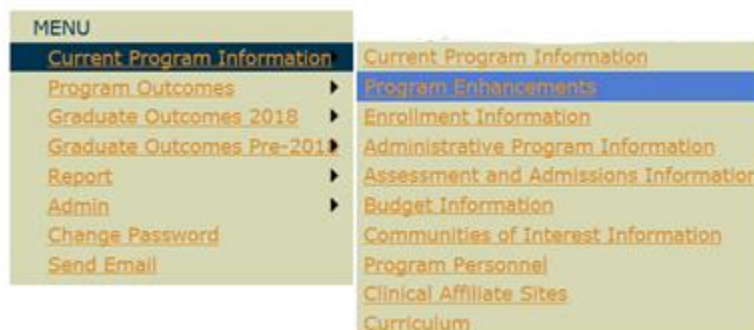 MENU
Current Program Information
Program Outcomes
Graduate Outcomes 2018
Graduate Outcomes Pre-2018
Report
Admin
Change Password
Send Email
Current Program Information
Program Enhancements
Enrollment Information
Administrative Program Information
Assessment and Admissions Information
Budget Information
Communities of Interest Information
Program Personnel
Clinical Affiliate Sites
Curriculum